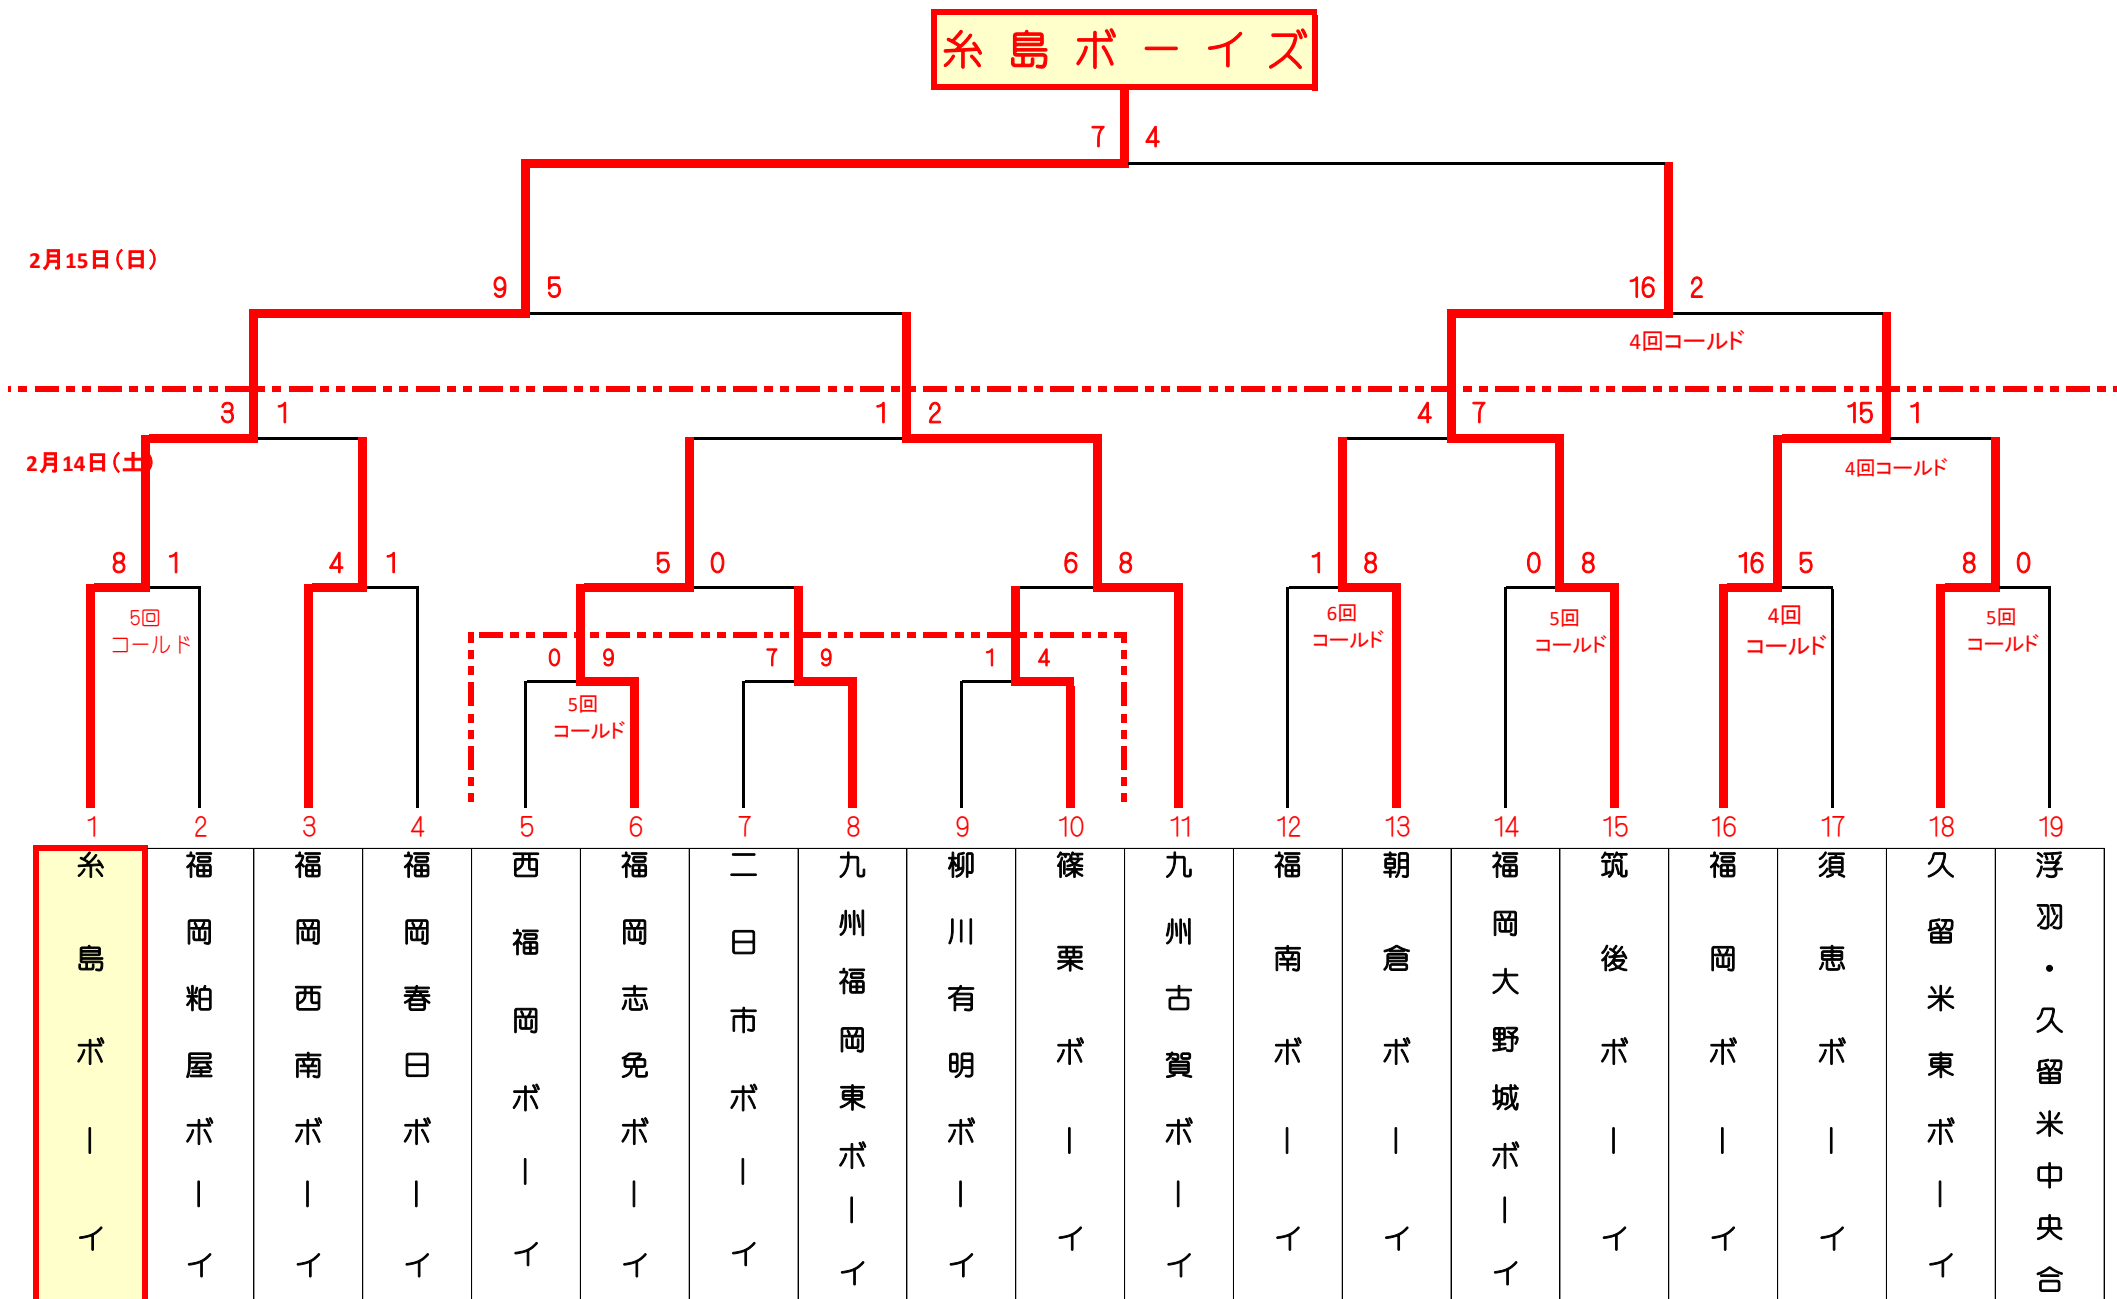 糸島ボーイズ
7 4
2月15日(日)
9 5 16 2
4回コールド
3 1 1 2 4 7 15 1
2月14日(土)
4回コールド
8 1 4 1 5 0 6 8 1 8 0 8 16 5 8 0
5回
コールド
6回
コールド
5回
コールド
4回
コールド
5回
コールド
0 9 7 9 1 4
5回
コールド
1 2 3 4 5 6 7 8 9 10 11 12 13 14 15 16 17 18 19
糸島ボーイ
福岡粕屋ボーイ
福岡西南ボーイ
福岡春日ボーイ
西福岡ボーイ
福岡志免ボーイ
二日市ボーイ
九州福岡東ボーイ
柳川有明ボーイ
篠栗ボーイ
九州古賀ボーイ
福南ボーイ
朝倉ボーイ
福岡大野城ボーイ
筑後ボーイ
福岡ボーイ
須恵ボーイ
久留米東ボーイ
浮羽・久留米中央合